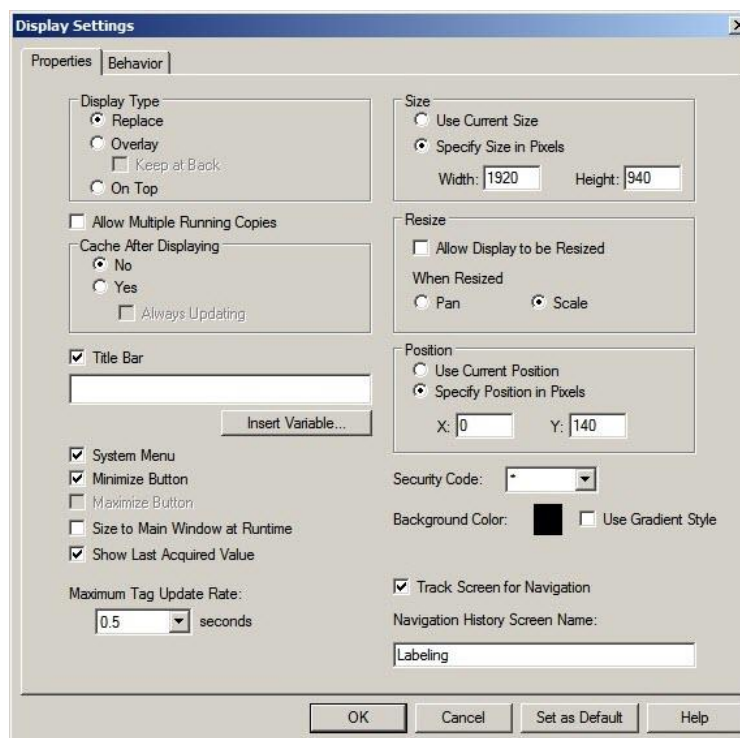 Display Settings
Properties
Behavior
Display Type
Replace
Overlay
Keep at Back
On Top
Allow Multiple Running Copies
Cache After Displaying
No
Yes
Always Updating
Title Bar
Insert Variable...
System Menu
Minimize Button
Maximize Button
Size to Main Window at Runtime
Show Last Acquired Value
Maximum Tag Update Rate:
0.5 seconds
Size
Use Current Size
Specify Size in Pixels
Width: 1920 Height: 940
Resize
Allow Display to be Resized
When Resized
Pan Scale
Position
Use Current Position
Specify Position in Pixels
X: 0 Y: 140
Security Code: *
Background Color: Use Gradient Style
Track Screen for Navigation
Navigation History Screen Name:
Labeling
OK Cancel Set as Default Help